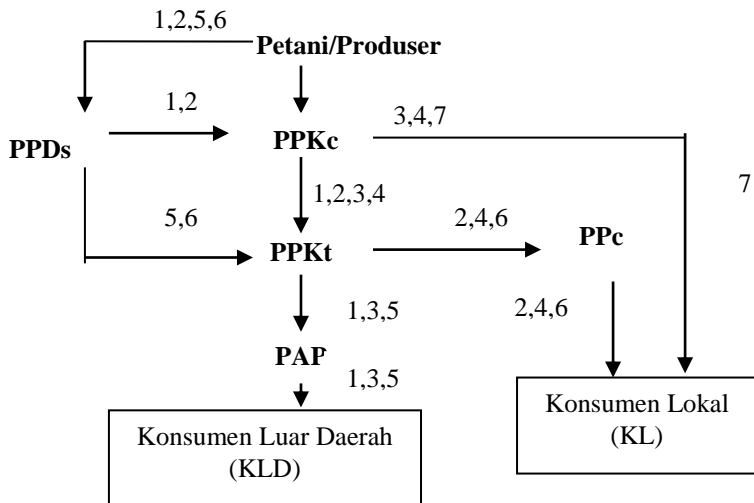 1,2,5,6
Petani/Produser
1,2
3,4,7
PPDs
PPKc
7
1,2,3,4
5,6
2,4,6
PPc
PPKt
1,3,5
2,4,6
PAP
1,3,5
Konsumen Lokal
(KL)
Konsumen Luar Daerah
(KLD)